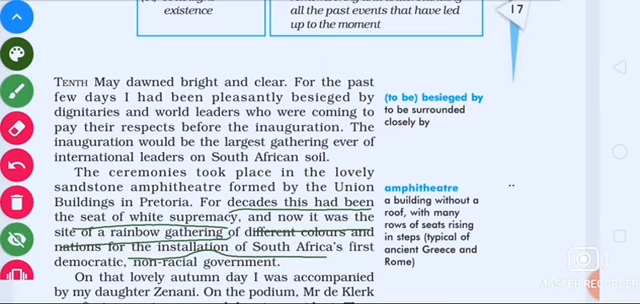 existence
all the past events that have led
up to the moment
17
TENTH May dawned bright and clear. For the past
few days I had been pleasantly besieged by
dignitaries and world leaders who were coming to
pay their respects before the inauguration. The
inauguration would be the largest gathering ever of
international leaders on South African soil.
The ceremonies took place in the lovely
sandstone amphitheatre formed by the Union
Buildings in Pretoria. For decades this had been
the seat of white supremacy, and now it was the
site of a rainbow gathering of different colours and
nations for the installation of South Africa's first
democratic, non-racial government.
On that lovely autumn day I was accompanied
by my daughter Zenani. On the podium, Mr de Klerk
(to be) besieged by
to be surrounded
closely by
amphitheatre
a building without a
roof, with many
rows of seats rising
in steps (typical of
ancient Greece and
Rome)